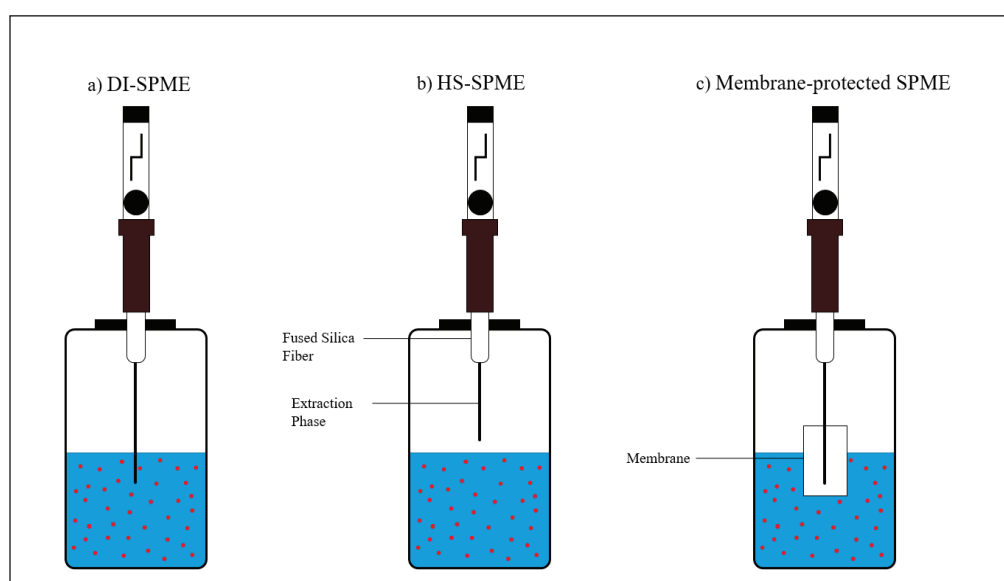 a) DI-SPME
b) HS-SPME
c) Membrane-protected SPME
Fused Silica
Fiber
Extraction
Phase
Membrane